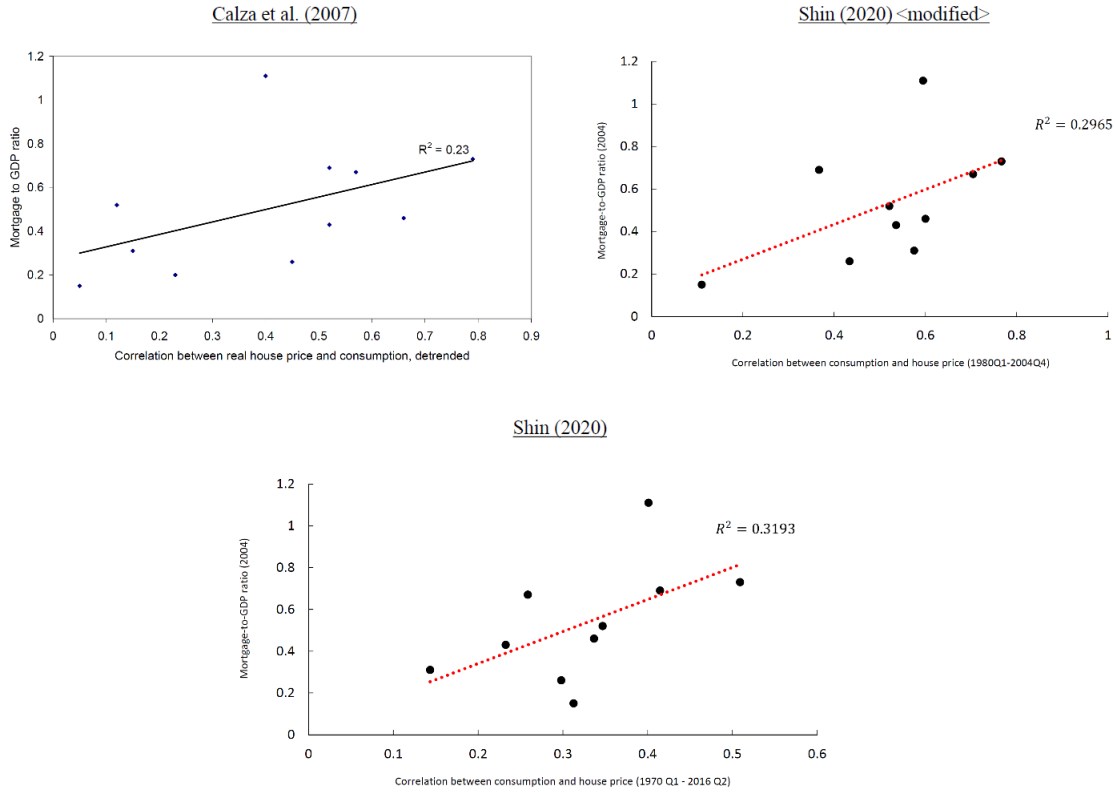 Calza et al. (2007)
1.2
1
0.8
0.6
0.4
0.2
0
Mortgage to GDP ratio
R² = 0.23
0 0.1 0.2 0.3 0.4 0.5 0.6 0.7 0.8 0.9
Correlation between real house price and consumption, detrended
Shin (2020) <modified>
1.2
1
0.8
0.6
0.4
0.2
0
Mortgage-to-GDP ratio (2004)
R² = 0.2965
0 0.2 0.4 0.6 0.8 1
Correlation between consumption and house price (1980Q1-2004Q4)
Shin (2020)
1.2
1
0.8
0.6
0.4
0.2
0
Mortgage-to-GDP ratio (2004)
R² = 0.3193
0 0.1 0.2 0.3 0.4 0.5 0.6
Correlation between consumption and house price (1970 Q1 - 2016 Q2)